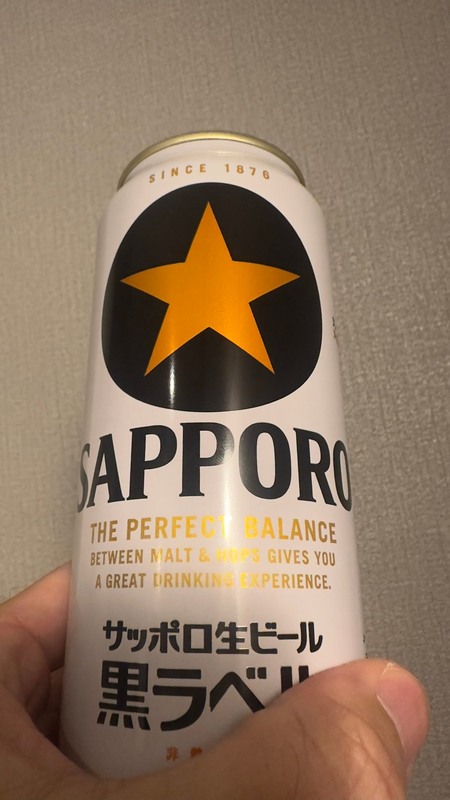 SINCE 1876
SAPPORO
THE PERFECT BALANCE
BETWEEN MALT & HOPS GIVES YOU
A GREAT DRINKING EXPERIENCE.
サッポロ生ビール
黒ラベル